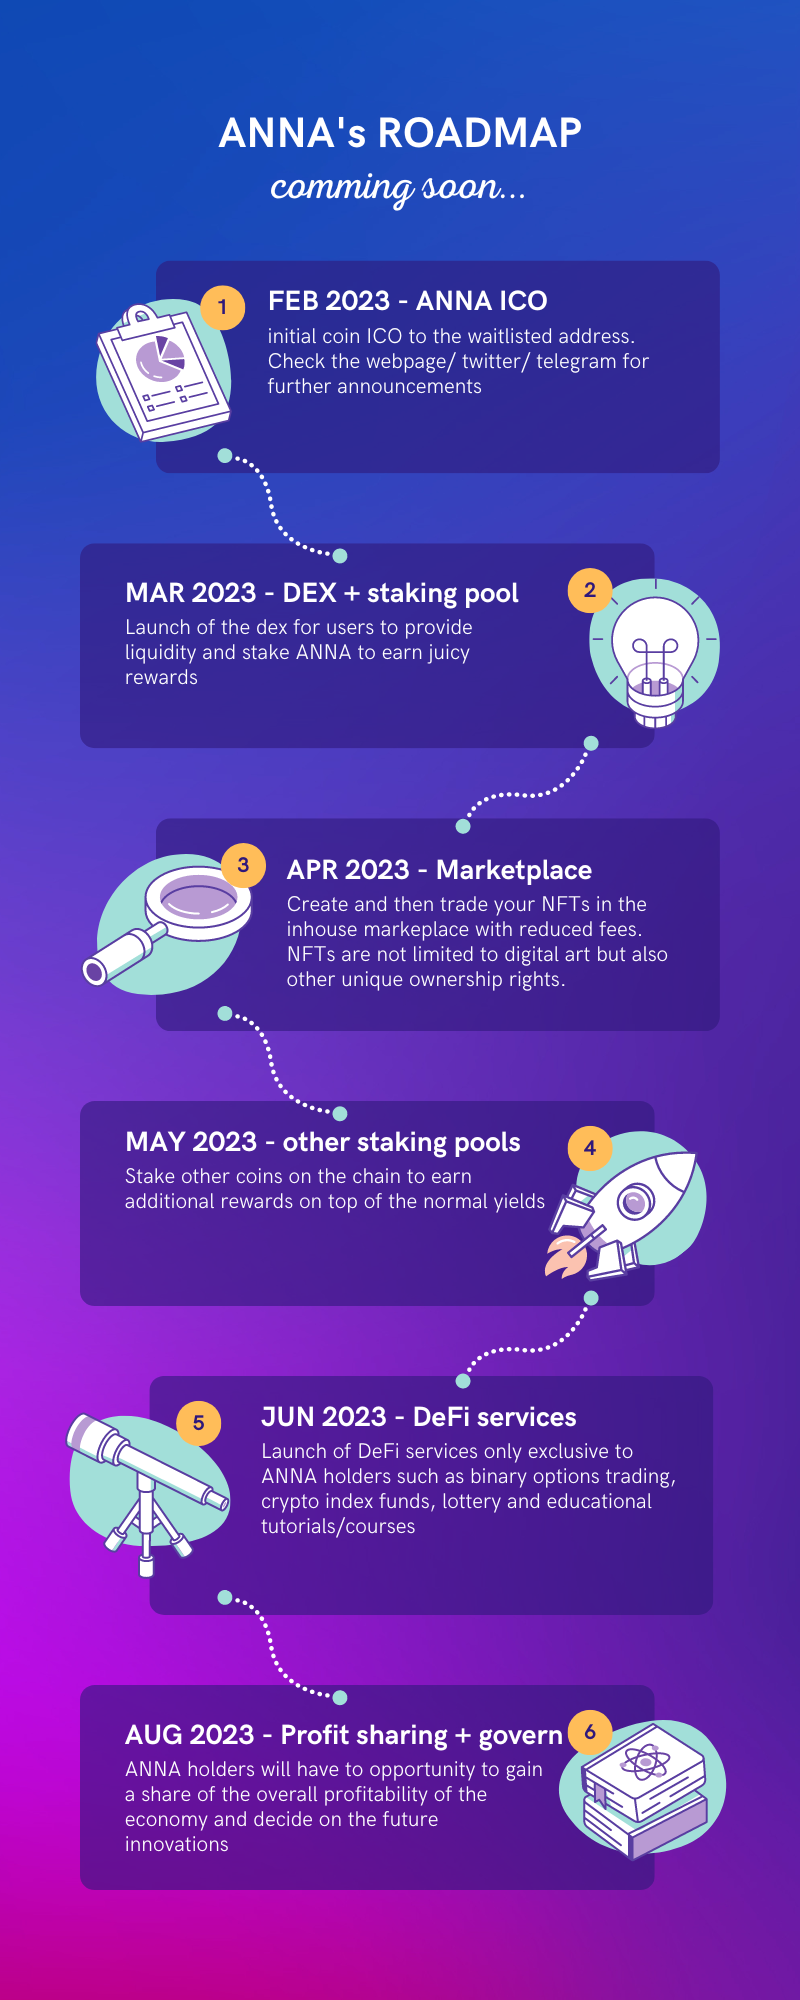 ANNA's ROADMAP
comming soon...
1
FEB 2023 - ANNA ICO
initial coin ICO to the waitlisted address.
Check the webpage/ twitter/ telegram for
further announcements
MAR 2023 - DEX + staking pool
2
Launch of the dex for users to provide
liquidity and stake ANNA to earn juicy
rewards
3
APR 2023 - Marketplace
Create and then trade your NFTs in the
inhouse markeplace with reduced fees.
NFTs are not limited to digital art but also
other unique ownership rights.
MAY 2023 - other staking pools
4
Stake other coins on the chain to earn
additional rewards on top of the normal yields
5
JUN 2023 - DeFi services
Launch of DeFi services only exclusive to
ANNA holders such as binary options trading,
crypto index funds, lottery and educational
tutorials/courses
AUG 2023 - Profit sharing + govern
6
ANNA holders will have to opportunity to gain
a share of the overall profitability of the
economy and decide on the future
innovations